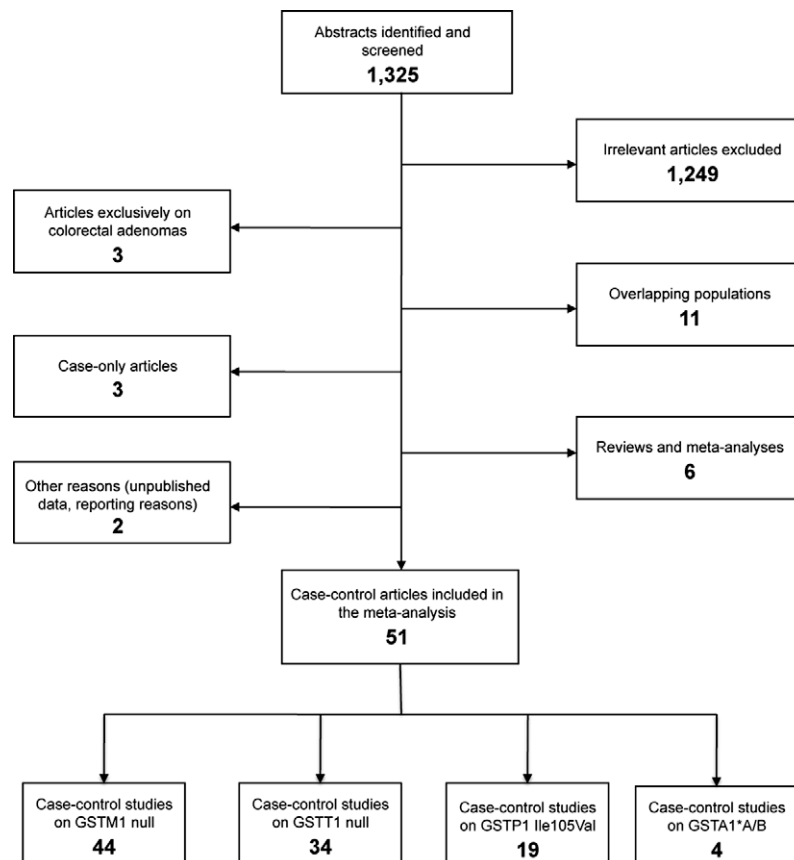 Abstracts identified and
screened
1,325
Irrelevant articles excluded
1,249
Articles exclusively on
colorectal adenomas
3
Overlapping populations
11
Case-only articles
3
Reviews and meta-analyses
6
Other reasons (unpublished
data, reporting reasons)
2
Case-control articles included in
the meta-analysis
51
Case-control studies
on GSTM1 null
44
Case-control studies
on GSTT1 null
34
Case-control studies
on GSTP1 Ile105Val
19
Case-control studies
on GSTA1*A/B
4